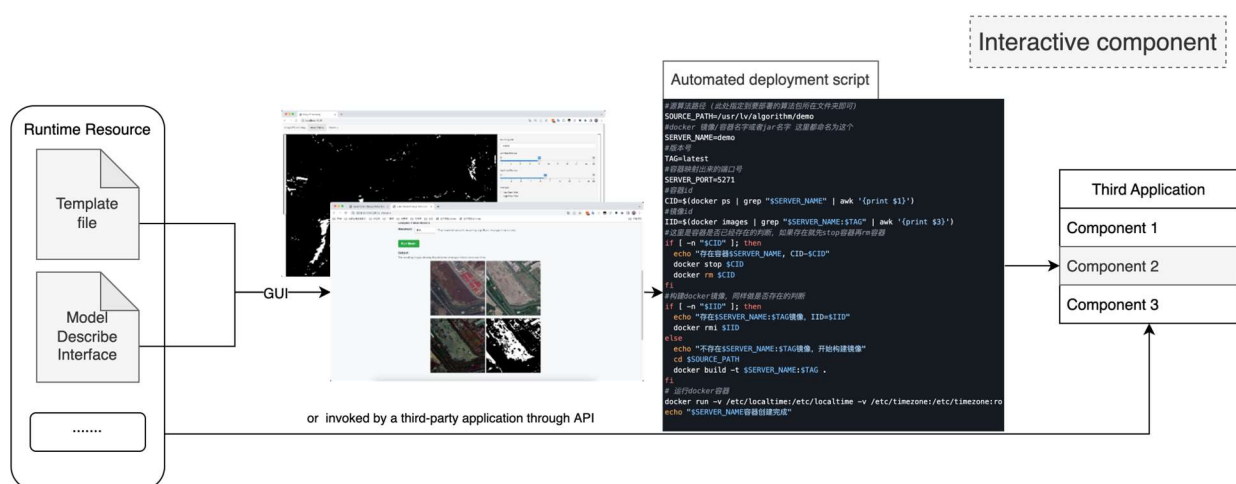 Interactive component
Automated deployment script
Runtime Resource
Template
file
Model
Describe
Interface
.......
GUI
or invoked by a third-party application through API
#源算法路径 (此处指定到要部署的算法包所在文件夹即可)
SOURCE_PATH=/usr/lv/algorithm/demo
#docker 镜像/容器名字或者jar名字 这里都命名为这个
SERVER_NAME=demo
#版本号
TAG=latest
#容器映射出来的端口号
SERVER_PORT=5271
#容器id
CID=$(docker ps | grep "$SERVER_NAME" | awk '{print $1}')
#镜像id
IID=$(docker images | grep "$SERVER_NAME:$TAG" | awk '{print $3}')
#这里是容器是否已经存在的判断, 如果存在就先stop容器再rm容器
if [ -n "$CID" ]; then
echo "存在容器$SERVER_NAME, CID-$CID"
docker stop $CID
docker rm $CID
fi
#构建docker镜像, 同样做是否存在的判断
if [ -n "$IID" ]; then
echo "存在$SERVER_NAME:$TAG镜像, IID=$IID"
docker rmi $IID
else
echo "不存在$SERVER_NAME:$TAG镜像, 开始构建镜像"
cd $SOURCE_PATH
docker build -t $SERVER_NAME:$TAG .
fi
# 运行docker容器
docker run -v /etc/localtime:/etc/localtime -v /etc/timezone:/etc/timezone:ro
echo "$SERVER_NAME容器创建完成"
Third Application
Component 1
Component 2
Component 3